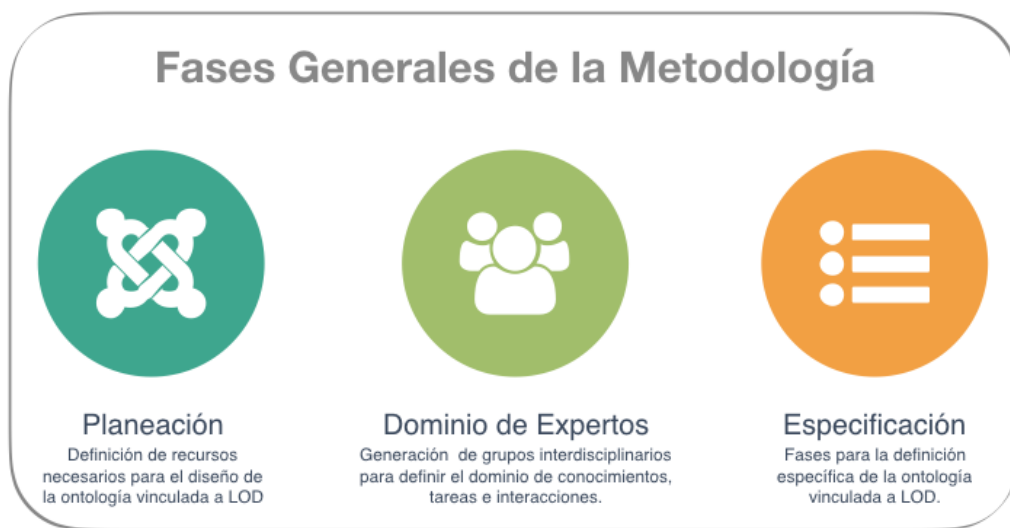 Fases Generales de la Metodología
Planeación
Definición de recursos
necesarios para el diseño de
la ontología vinculada a LOD
Dominio de Expertos
Generación de grupos interdisciplinarios
para definir el dominio de conocimientos,
tareas e interacciones.
Especificación
Fases para la definición
específica de la ontología
vinculada a LOD.